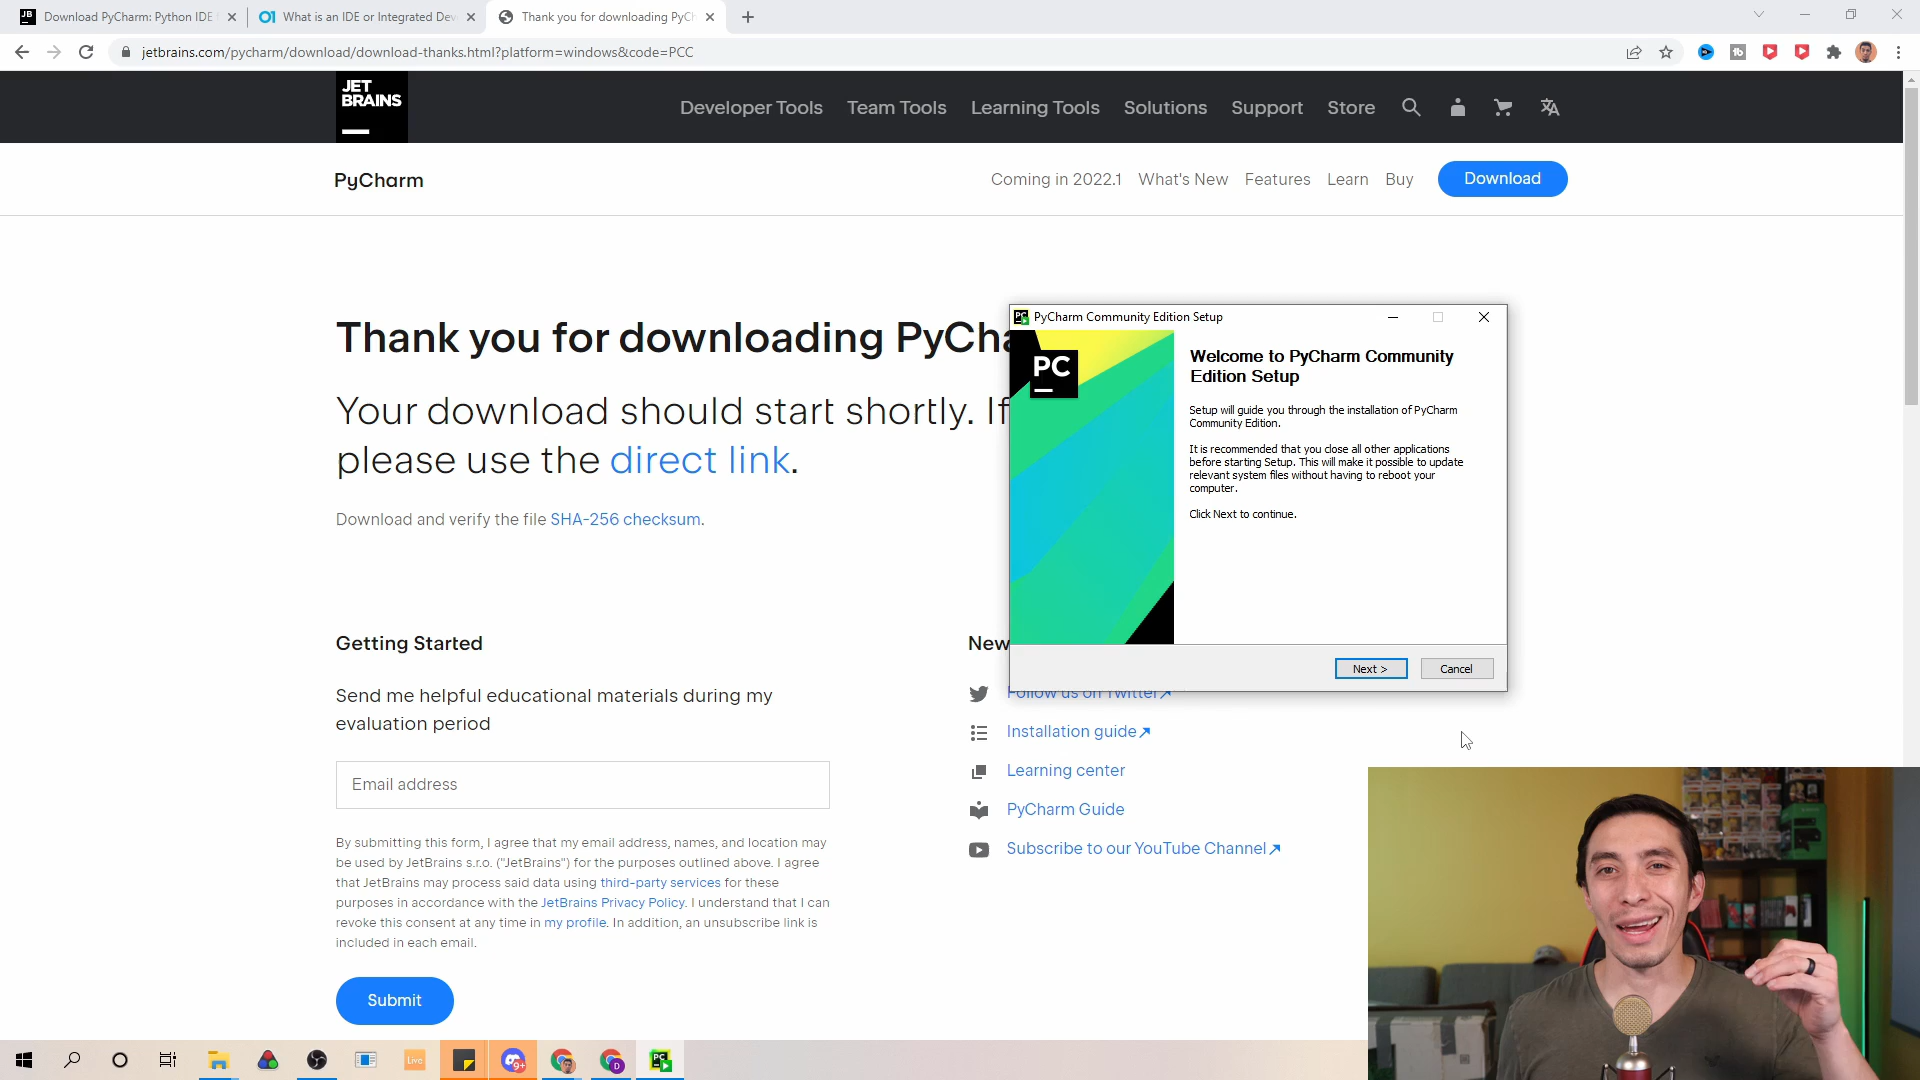 Download PyCharm: Python IDE
What is an IDE or Integrated Dev
Thank you for downloading PyCh
jetbrains.com/pycharm/download/download-thanks.html?platform=windows&code=PCC
JET
BRAINS
Developer Tools
Team Tools
Learning Tools
Solutions
Support
Store
PyCharm
Coming in 2022.1
What's New
Features
Learn
Buy
Download
Thank you for downloading PyCha
Your download should start shortly. If
please use the direct link.
Download and verify the file SHA-256 checksum.
PyCharm Community Edition Setup
PC
Welcome to PyCharm Community
Edition Setup
Setup will guide you through the installation of PyCharm
Community Edition.
It is recommended that you close all other applications
before starting Setup. This will make it possible to update
relevant system files without having to reboot your
computer.
Click Next to continue.
Next >
Cancel
Getting Started
Send me helpful educational materials during my
evaluation period
Email address
By submitting this form, I agree that my email address, names, and location may
be used by JetBrains s.r.o. ("JetBrains") for the purposes outlined above. I agree
that JetBrains may process said data using third-party services for these
purposes in accordance with the JetBrains Privacy Policy. I understand that I can
revoke this consent at any time in my profile. In addition, an unsubscribe link is
included in each email.
Submit
New
Follow us on Twitter↗
Installation guide↗
Learning center
PyCharm Guide
Subscribe to our YouTube Channel↗
Live
9+
D
PC